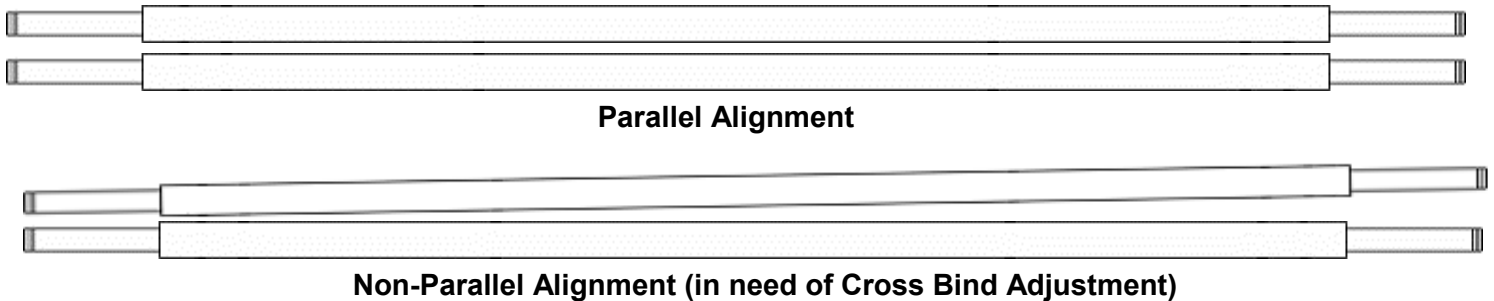 Parallel Alignment
Non-Parallel Alignment (in need of Cross Bind Adjustment)